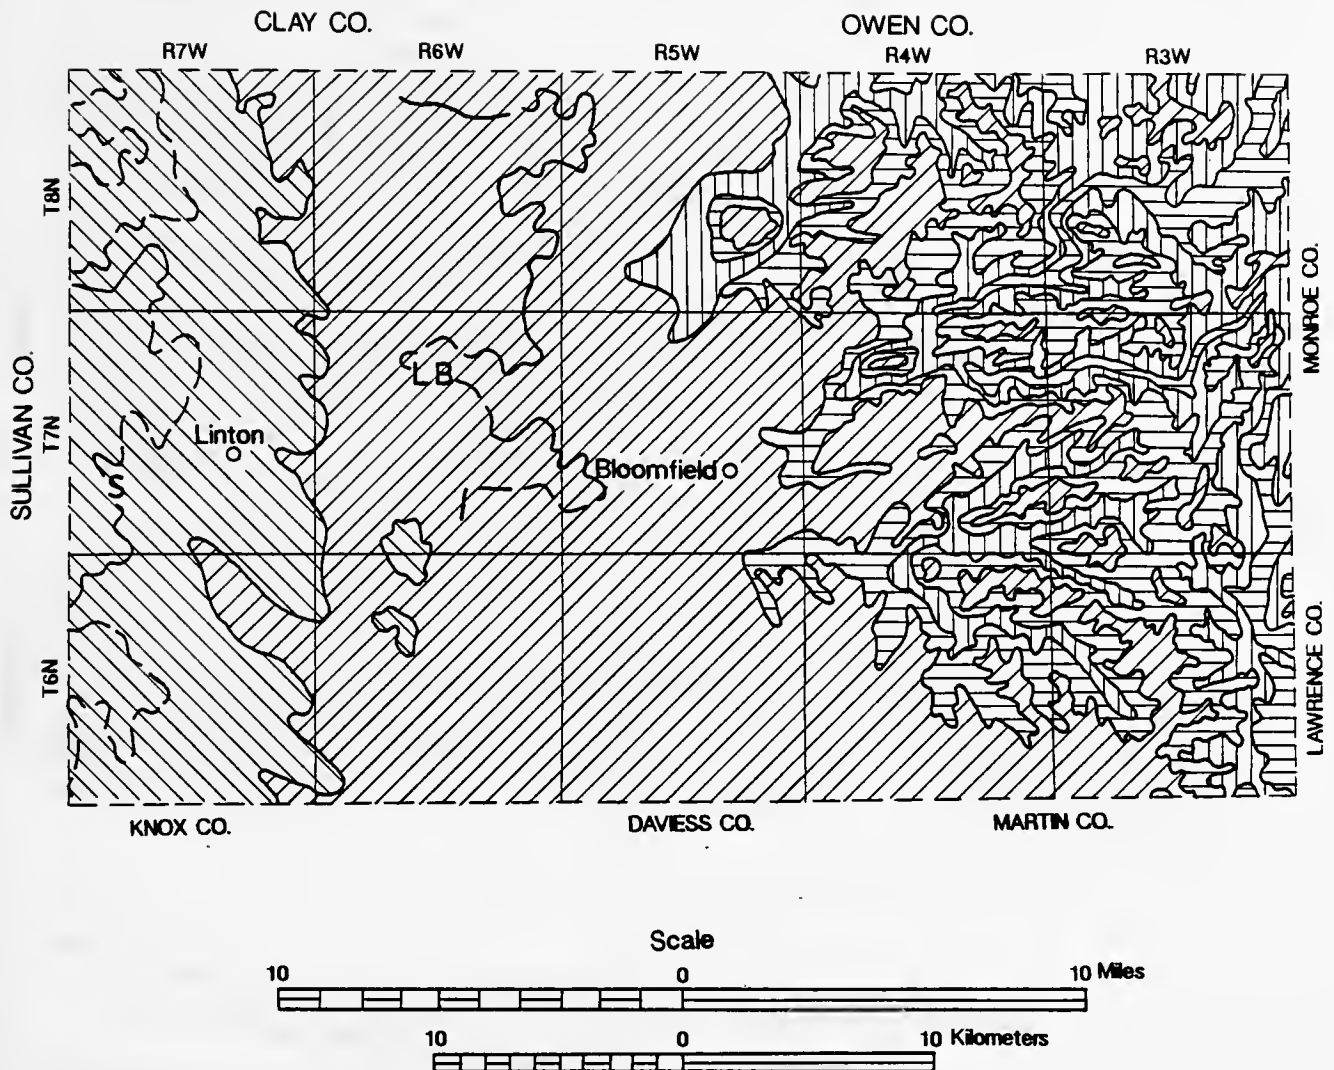 CLAY CO.
OWEN CO.
R7W
R6W
R5W
R4W
R3W
T8N
MONROE CO.
SULLIVAN CO.
T7N
LB
Linton
Bloomfield
S
T6N
LAWRENCE CO.
KNOX CO.
DAVIESS CO.
MARTIN CO.
Scale
10 0 10 Miles
10 0 10 Kilometers